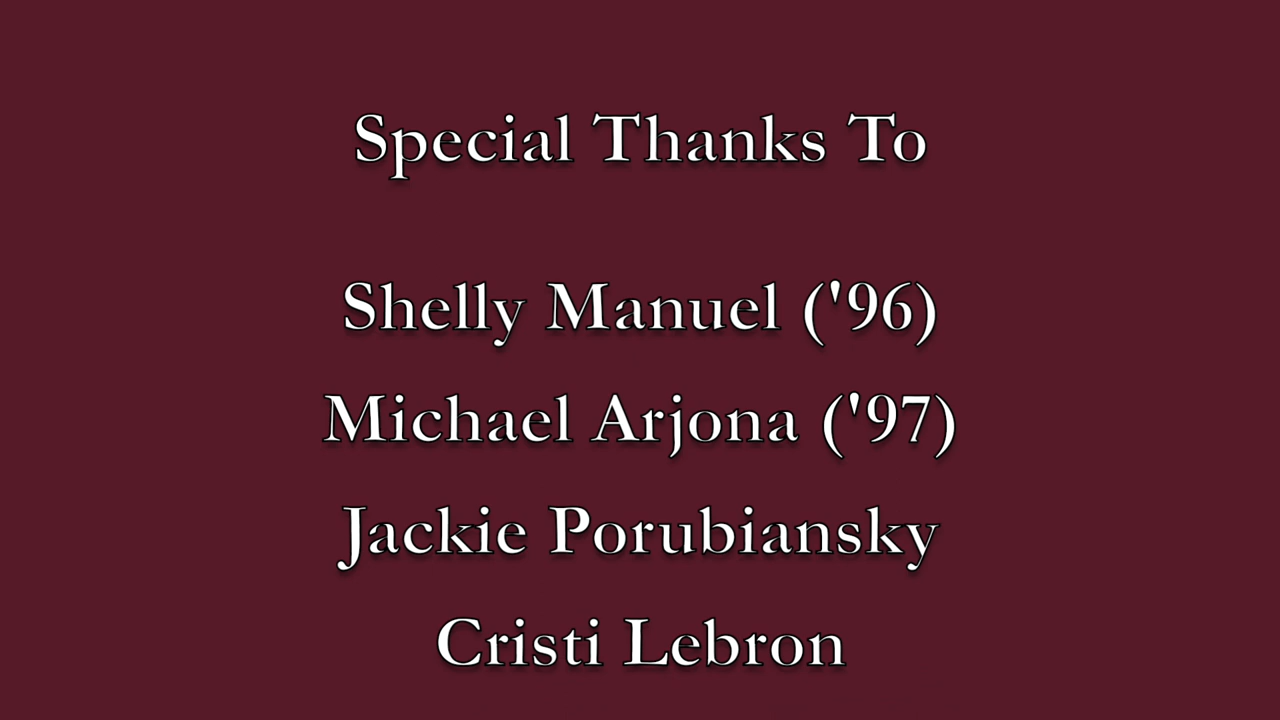 Special Thanks To
Shelly Manuel ('96)
Michael Arjona ('97)
Jackie Porubiansky
Cristi Lebron